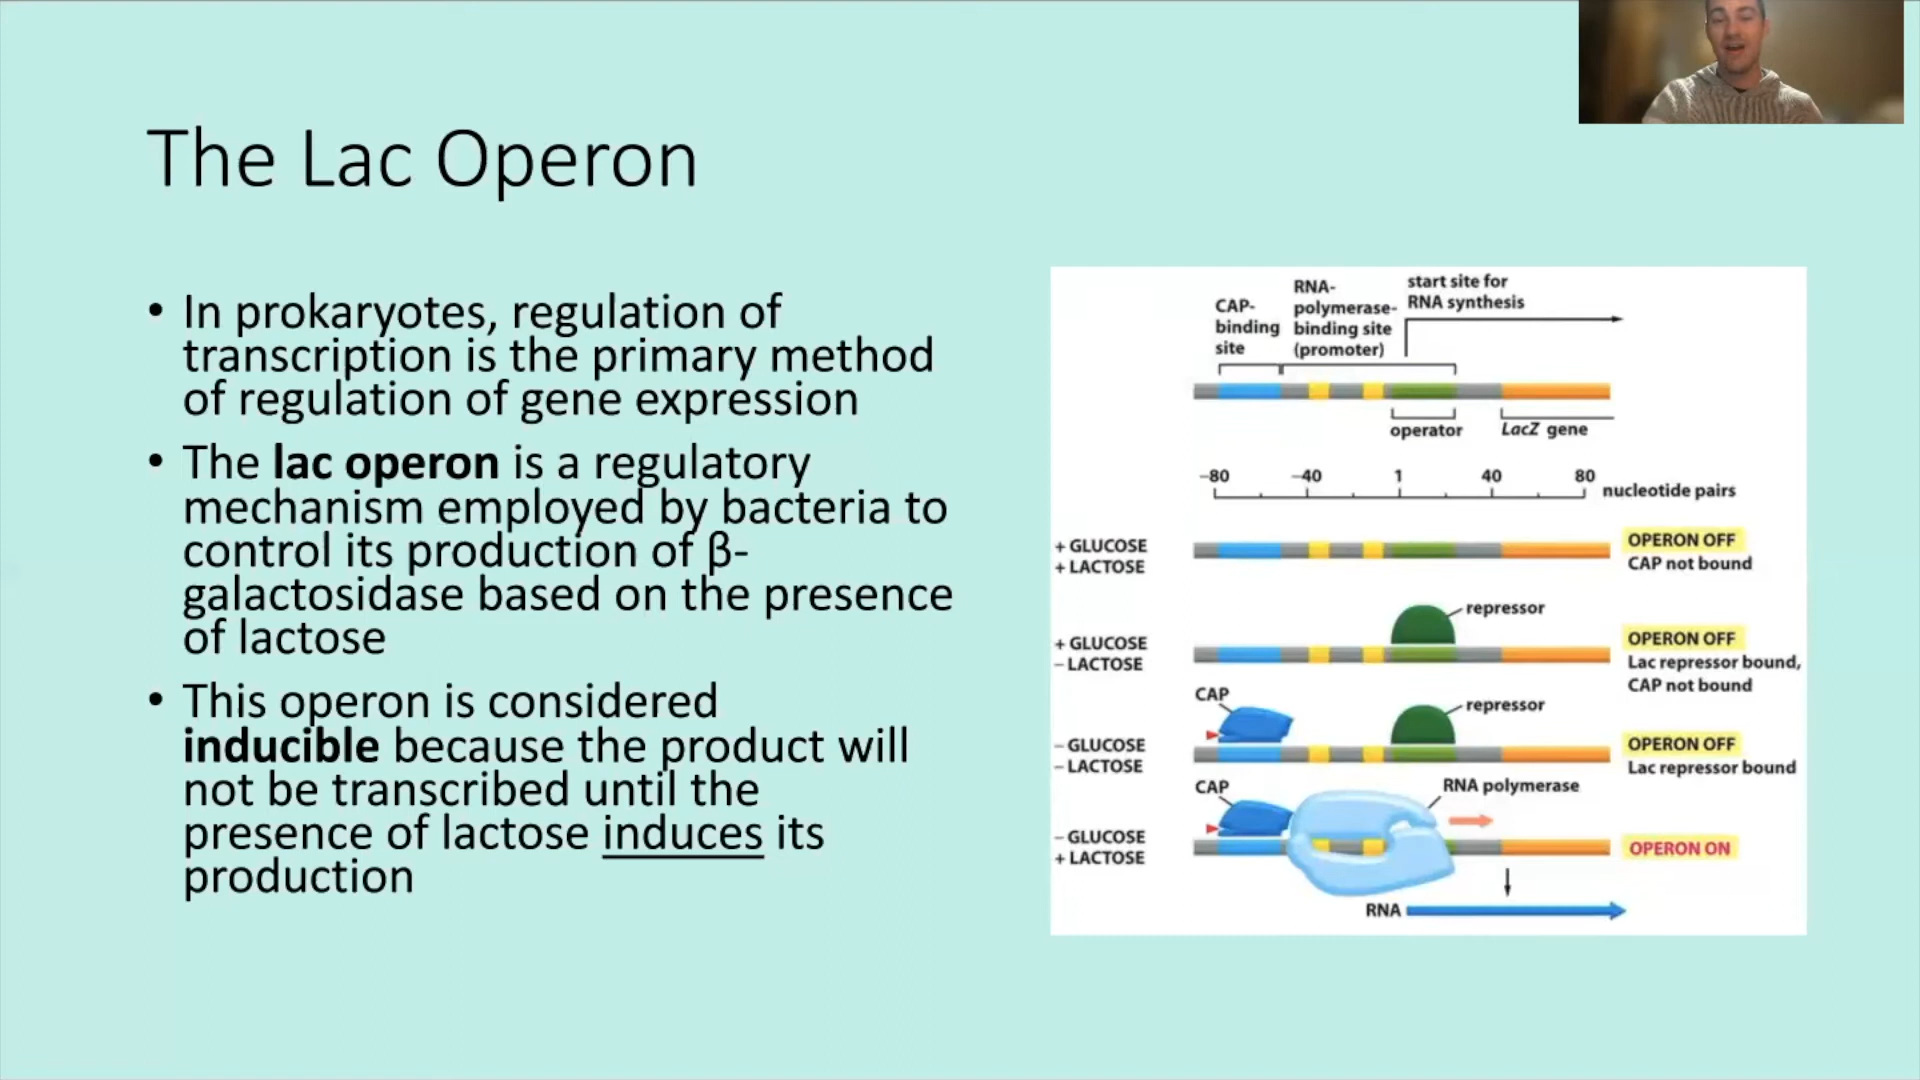 The Lac Operon
• In prokaryotes, regulation of
transcription is the primary method
of regulation of gene expression
• The lac operon is a regulatory
mechanism employed by bacteria to
control its production of β-
galactosidase based on the presence
of lactose
• This operon is considered
inducible because the product will
not be transcribed until the
presence of lactose induces its
production
CAP-
binding
site
RNA-
polymerase-
binding site
(promoter)
start site for
RNA synthesis
operator
LacZ gene
–80 –40 1 40 80
nucleotide pairs
+ GLUCOSE
+ LACTOSE
OPERON OFF
CAP not bound
repressor
+ GLUCOSE
– LACTOSE
OPERON OFF
Lac repressor bound,
CAP not bound
CAP
repressor
– GLUCOSE
– LACTOSE
OPERON OFF
Lac repressor bound
CAP
RNA polymerase
– GLUCOSE
+ LACTOSE
OPERON ON
RNA